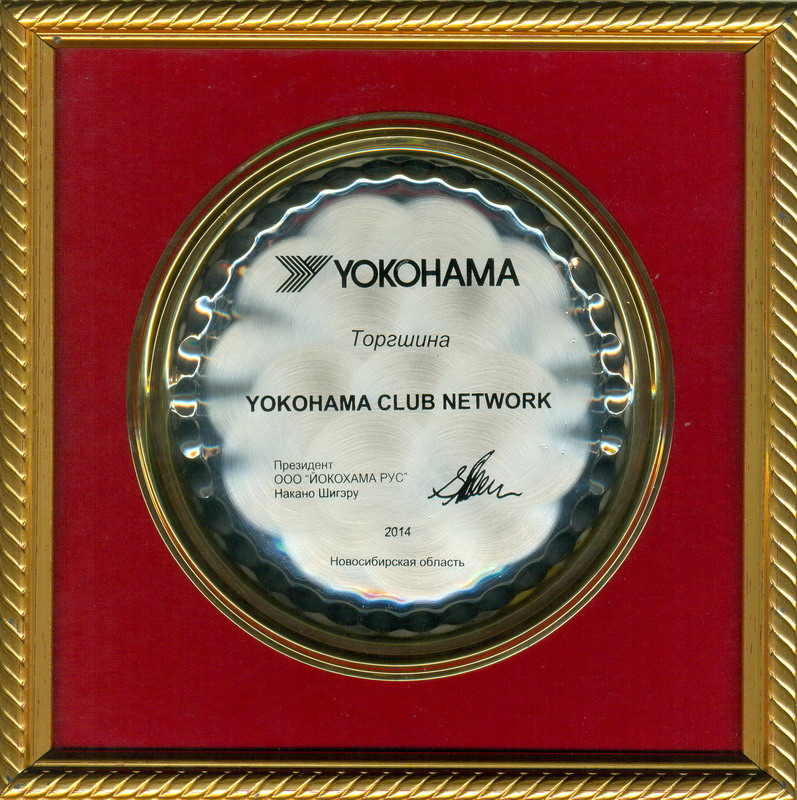 YOKOHAMA
Торгшина
YOKOHAMA CLUB NETWORK
Президент
ООО "ЙОКОХАМА РУС"
Накано Шигэру
2014
Новосибирская область